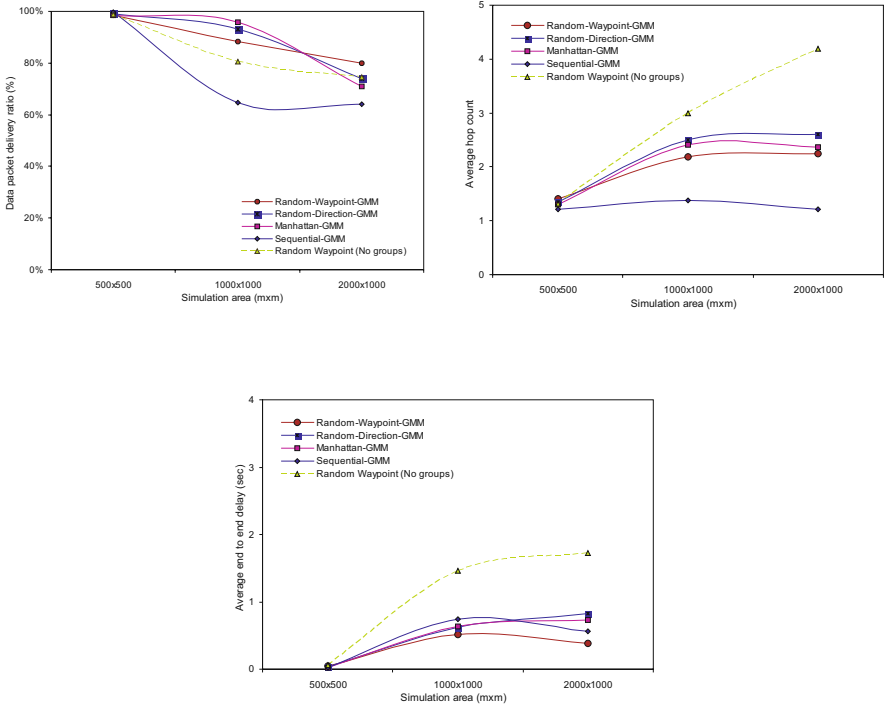 100%
80%
60%
40%
20%
0%
Data packet delivery ratio (%)
Random-Waypoint-GMM
Random-Direction-GMM
Manhattan-GMM
Sequential-GMM
Random Waypoint (No groups)
500x500
1000x1000
2000x1000
Simulation area (mxm)
5
4
3
2
1
0
Average hop count
Random-Waypoint-GMM
Random-Direction-GMM
Manhattan-GMM
Sequential-GMM
Random Waypoint (No groups)
500x500
1000x1000
2000x1000
Simulation area (mxm)
4
3
2
1
0
Average end to end delay (sec)
Random-Waypoint-GMM
Random-Direction-GMM
Manhattan-GMM
Sequential-GMM
Random Waypoint (No groups)
500x500
1000x1000
2000x1000
Simulation area (mxm)